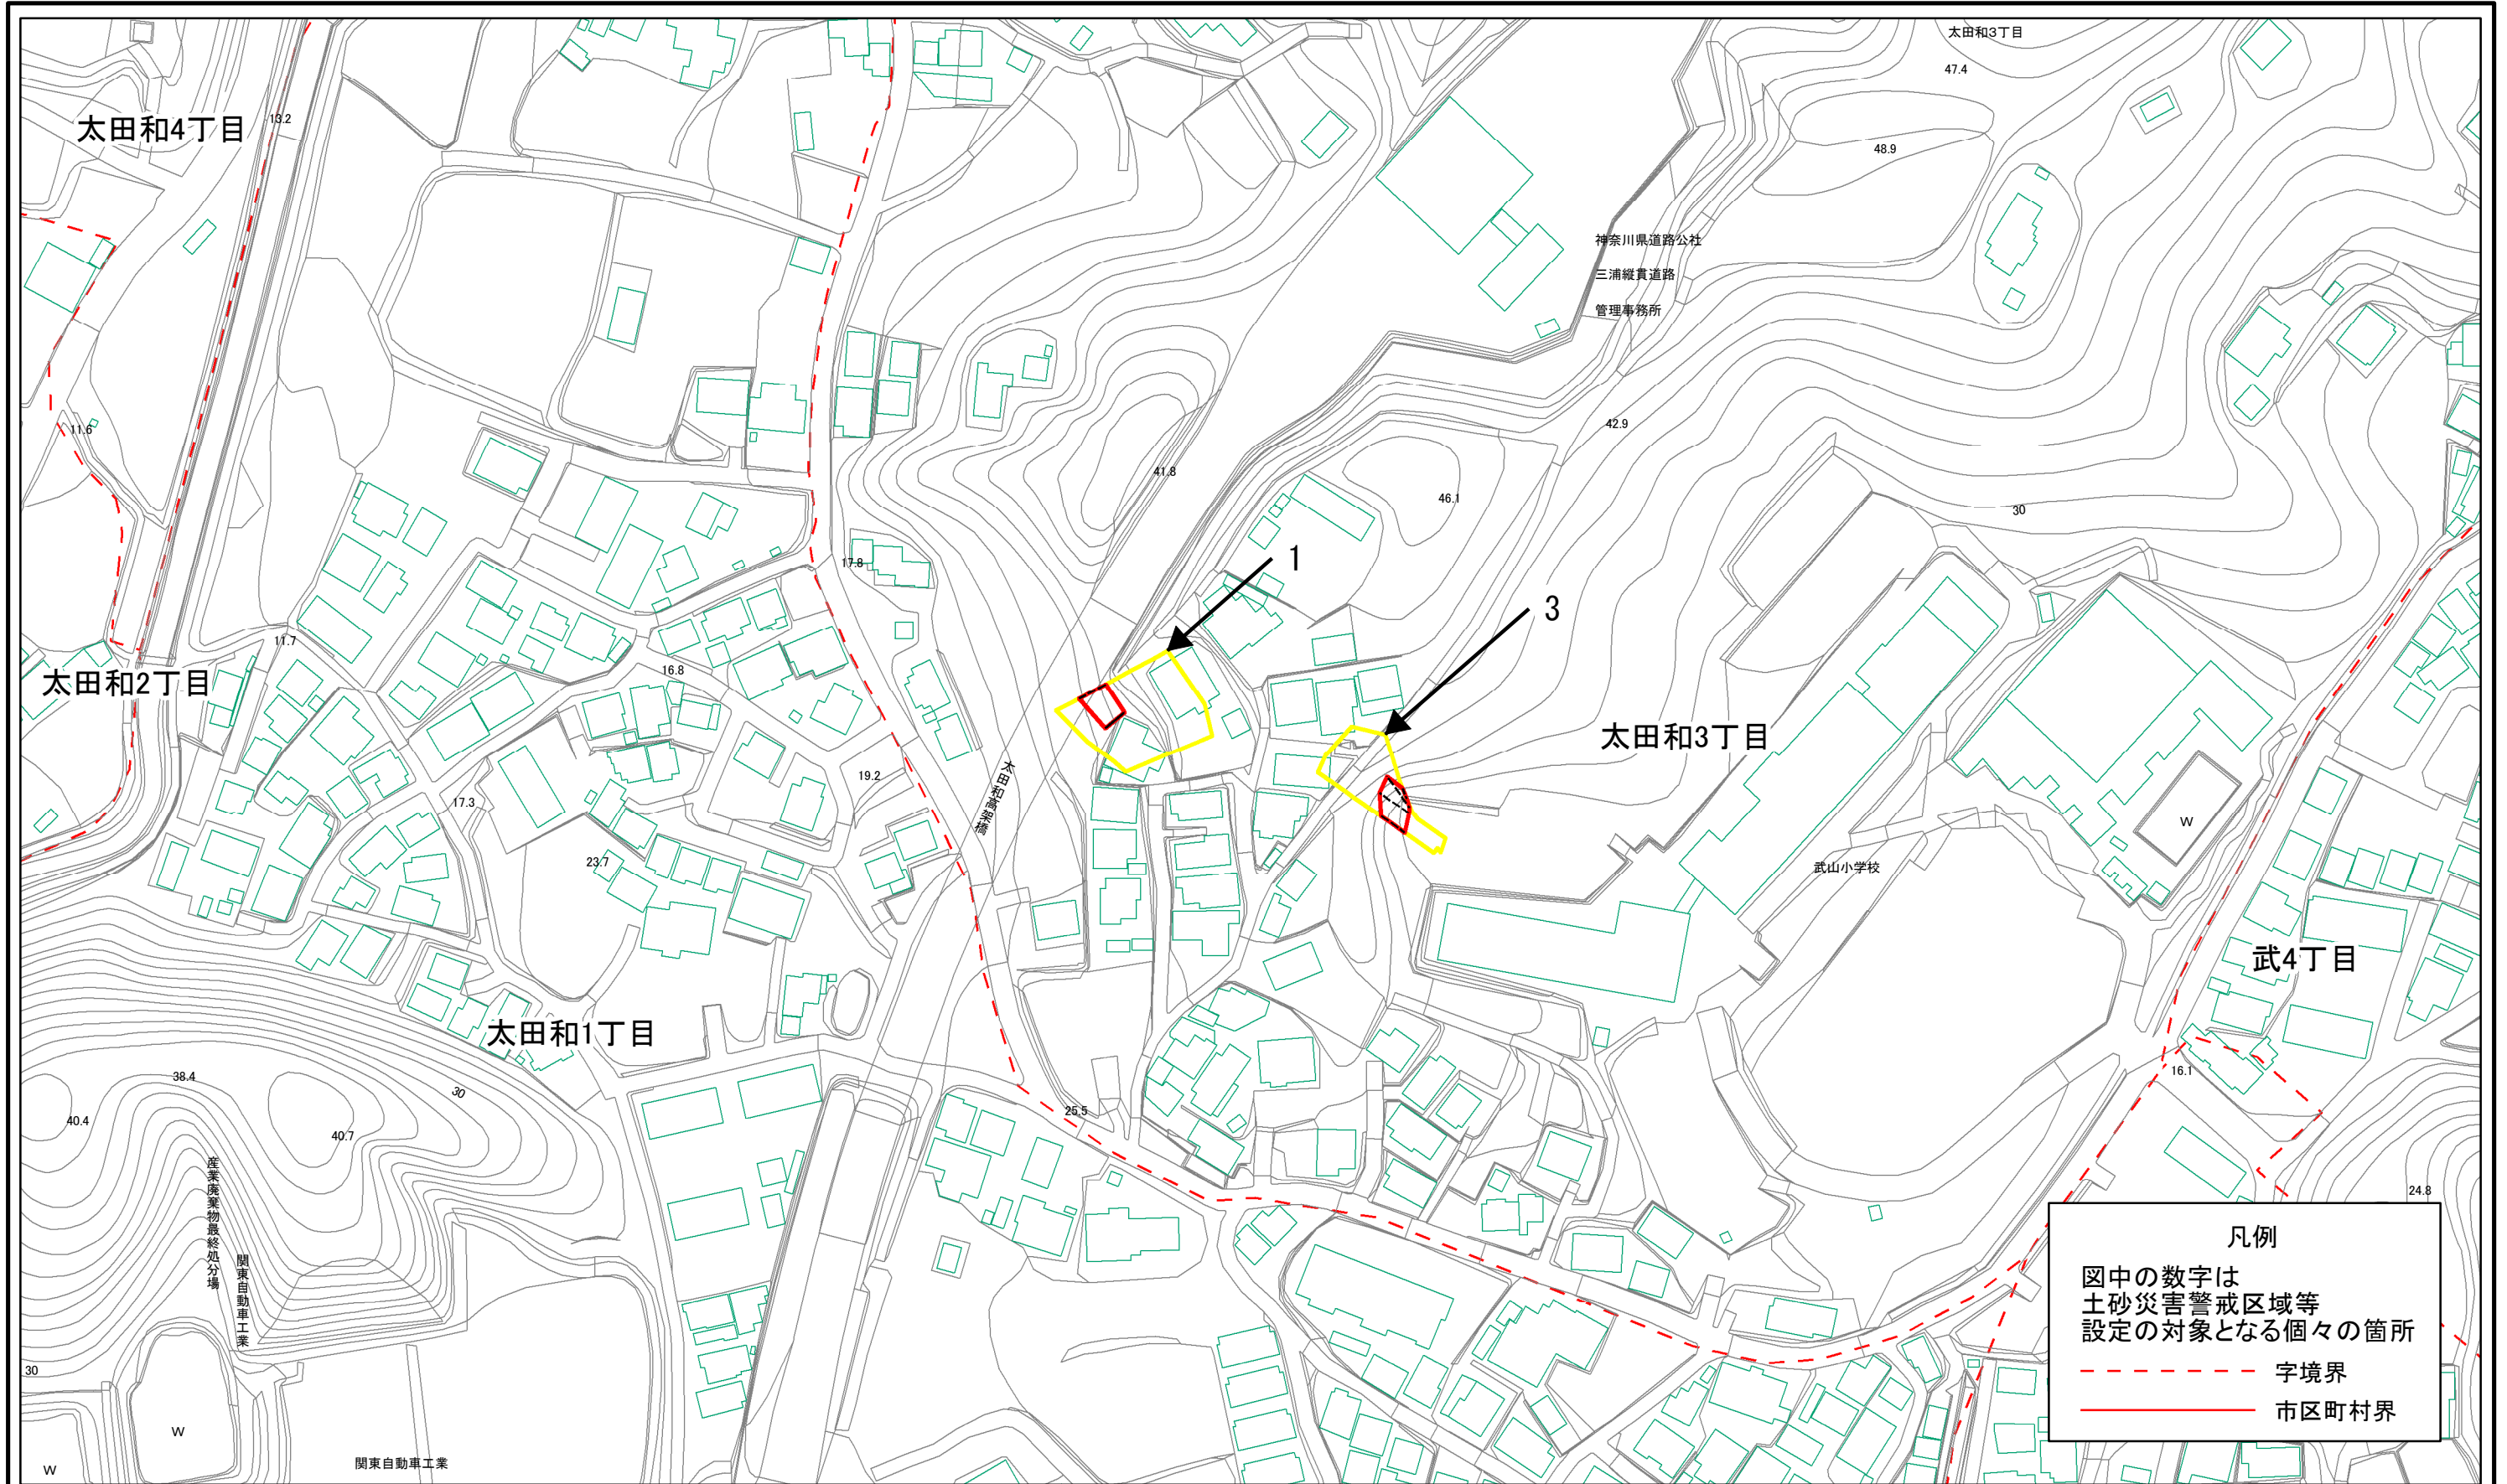 太田和3丁目
47.4
太田和4丁目
13.2
48.9
神奈川県道路公社
三浦縦貫道路
管理事務所
11.6
42.9
41.8
46.1
30
17.8
1
3
11.7
16.8
太田和2丁目
太田和3丁目
19.2
太田和高架橋
17.3
W
23.7
武山小学校
武4丁目
太田和1丁目
16.1
38.4
30
40.4
25.5
40.7
産業廃棄物最終処分場
関東自動車工業
24.8
凡例
図中の数字は
土砂災害警戒区域等
設定の対象となる個々の箇所
字境界
市区町村界
30
W
関東自動車工業
W